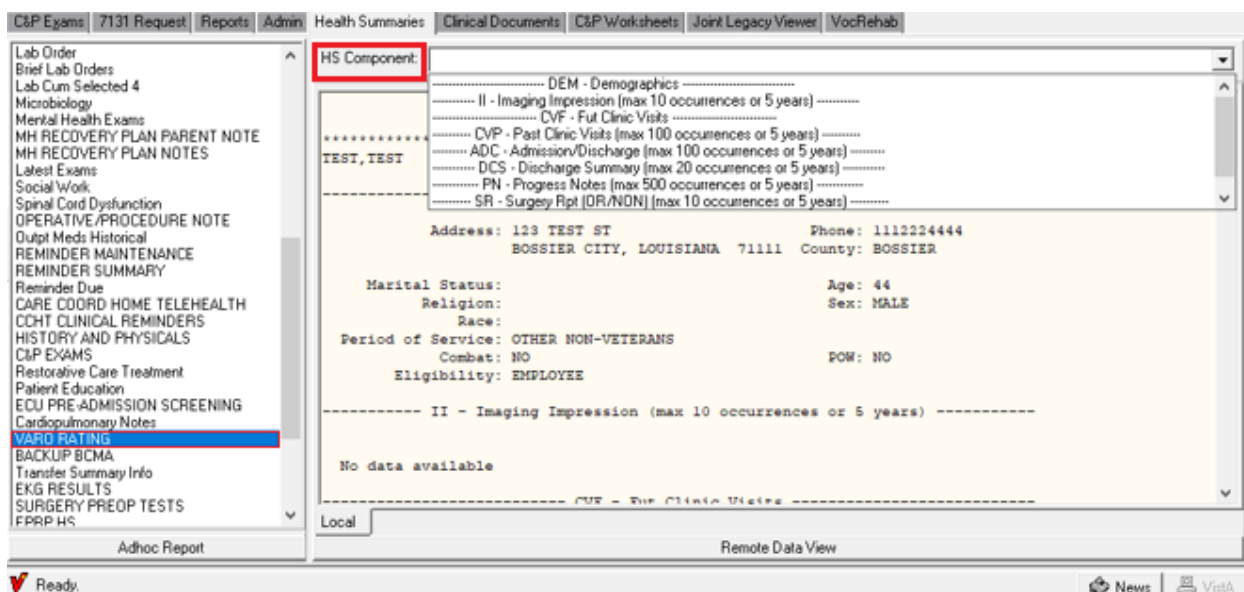 C&P Exams 7131 Request Reports Admin Health Summaries Clinical Documents C&P Worksheets Joint Legacy Viewer VocRehab
Lab Order
Brief Lab Orders
Lab Cum Selected 4
Microbiology
Mental Health Exams
MH RECOVERY PLAN PARENT NOTE
MH RECOVERY PLAN NOTES
Latest Exams
Social Work
Spinal Cord Dysfunction
OPERATIVE/PROCEDURE NOTE
Outpt Meds Historical
REMINDER MAINTENANCE
REMINDER SUMMARY
Reminder Due
CARE COORD HOME TELEHEALTH
CCHT CLINICAL REMINDERS
HISTORY AND PHYSICALS
C&P EXAMS
Restorative Care Treatment
Patient Education
ECU PRE-ADMISSION SCREENING
Cardiopulmonary Notes
VARO RATING
BACKUP BCMA
Transfer Summary Info
EKG RESULTS
SURGERY PREOP TESTS
EPRP HS
Adhoc Report
HS Component:
---------------------------- DEM - Demographics ----------------------------
----------- II - Imaging Impression (max 10 occurrences or 5 years) -----------
--------------------------- CVF - Fut Clinic Visits ---------------------------
---------- CVP - Past Clinic Visits (max 100 occurrences or 5 years) ----------
--------- ADC - Admission/Discharge (max 100 occurrences or 5 years) ---------
------------ DCS - Discharge Summary (max 20 occurrences or 5 years) -----------
------------ PN - Progress Notes (max 500 occurrences or 5 years) ------------
---------- SR - Surgery Rpt (OR/NON) (max 10 occurrences or 5 years) ----------
************
TEST,TEST
Address: 123 TEST ST Phone: 1112224444
BOSSIER CITY, LOUISIANA 71111 County: BOSSIER
Marital Status: Age: 44
Religion: Sex: MALE
Race:
Period of Service: OTHER NON-VETERANS
Combat: NO POW: NO
Eligibility: EMPLOYEE
----------- II - Imaging Impression (max 10 occurrences or 5 years) -----------
No data available
--------------------------- CVF - Fut Clinic Visits ---------------------------
Local
Remote Data View
Ready.
News VistA